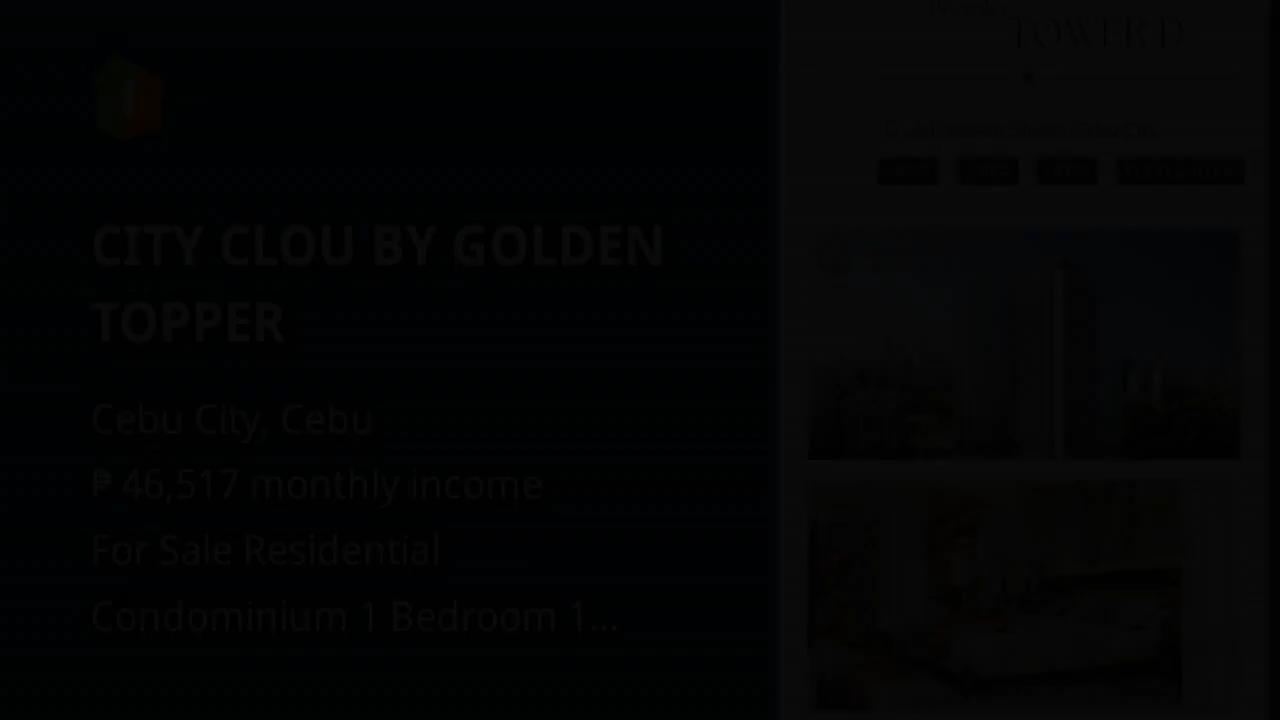 CITY CLOU BY GOLDEN
TOPPER
Cebu City, Cebu
₱ 46,517 monthly income
For Sale Residential
Condominium 1 Bedroom 1...
TOWER D